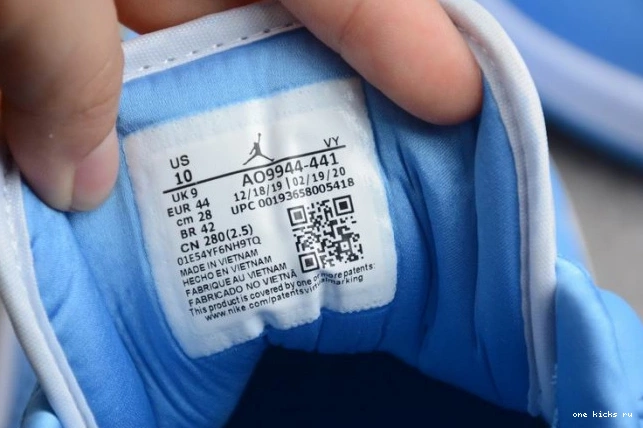 US
10
VY
AO9944-441
UK 9
12/18/19 | 02/19/20
EUR 44
UPC 00193658005418
cm 28
BR 42
CN 280(2.5)
01E54YF6NH9TQ
MADE IN VIETNAM
HECHO EN VIETNAM
FABRIQUE AU VIETNAM
FABRICADO NO VIETNÃ
This product is covered by one or more patents:
www.nike.com/patentsvirtualmarking
one kicks ru